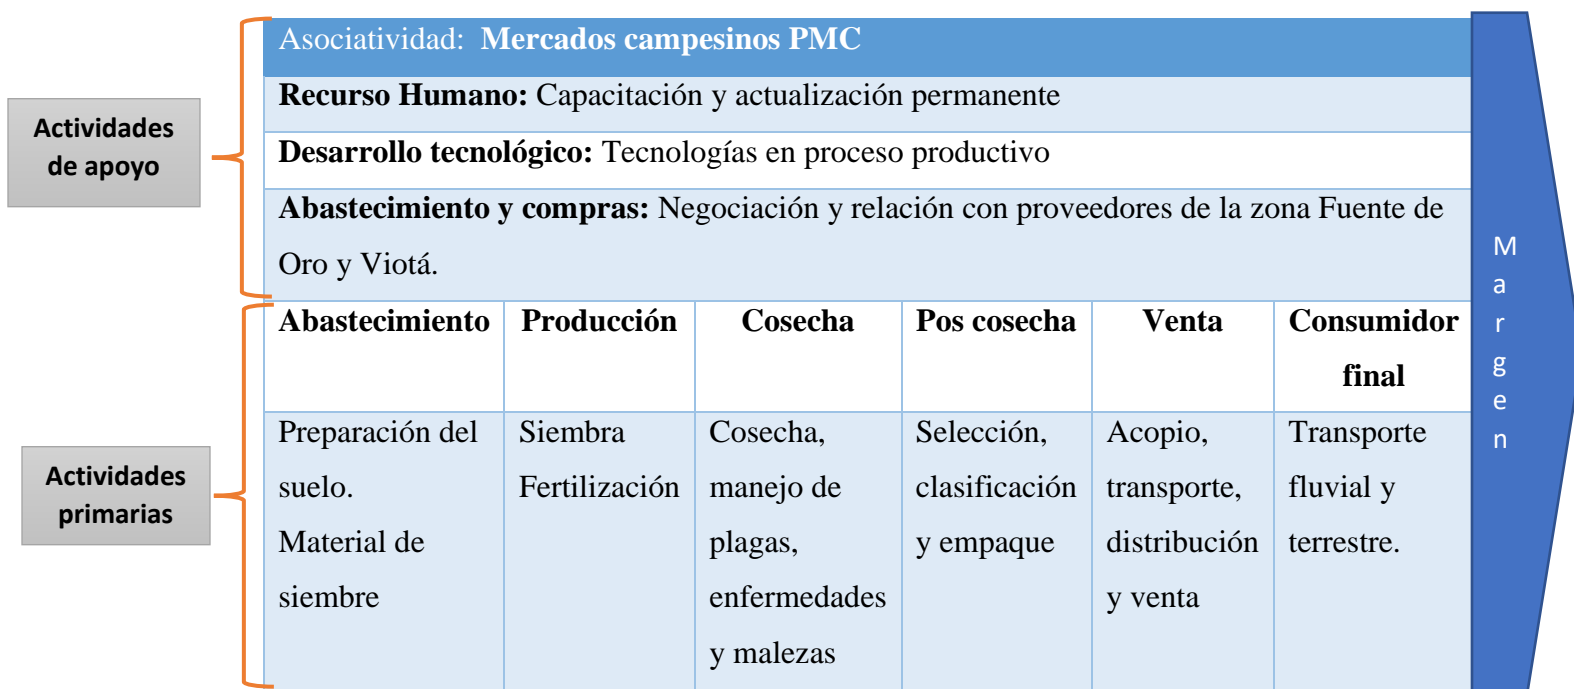 Asociatividad: Mercados campesinos PMC
Recurso Humano: Capacitación y actualización permanente
Actividades
de apoyo
Desarrollo tecnológico: Tecnologías en proceso productivo
Abastecimiento y compras: Negociación y relación con proveedores de la zona Fuente de
Oro y Viotá.
Abastecimiento
Producción
Cosecha
Pos cosecha
Venta
Consumidor
final
Actividades
primarias
Preparación del
suelo.
Material de
siembre
Siembra
Fertilización
Cosecha,
manejo de
plagas,
enfermedades
y malezas
Selección,
clasificación
y empaque
Acopio,
transporte,
distribución
y venta
Transporte
fluvial y
terrestre.
M
a
r
g
e
n